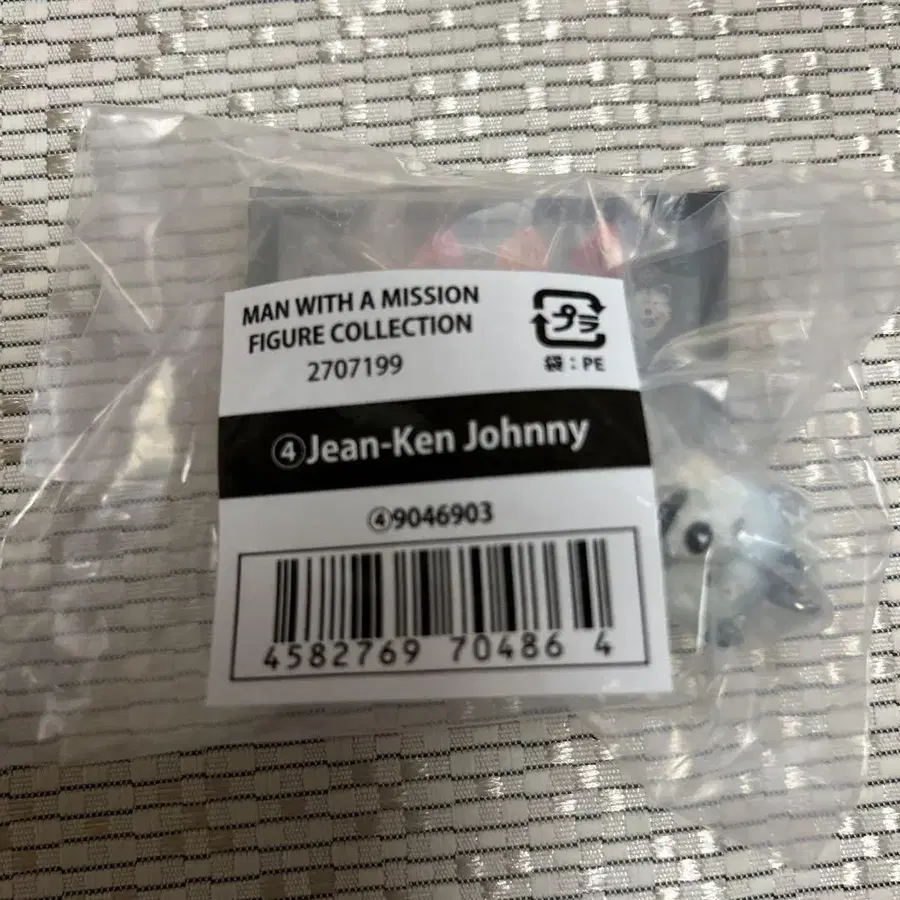 MAN WITH A MISSION
FIGURE COLLECTION
2707199
プラ
袋：PE
④Jean-Ken Johnny
④9046903
4582769 70486 4